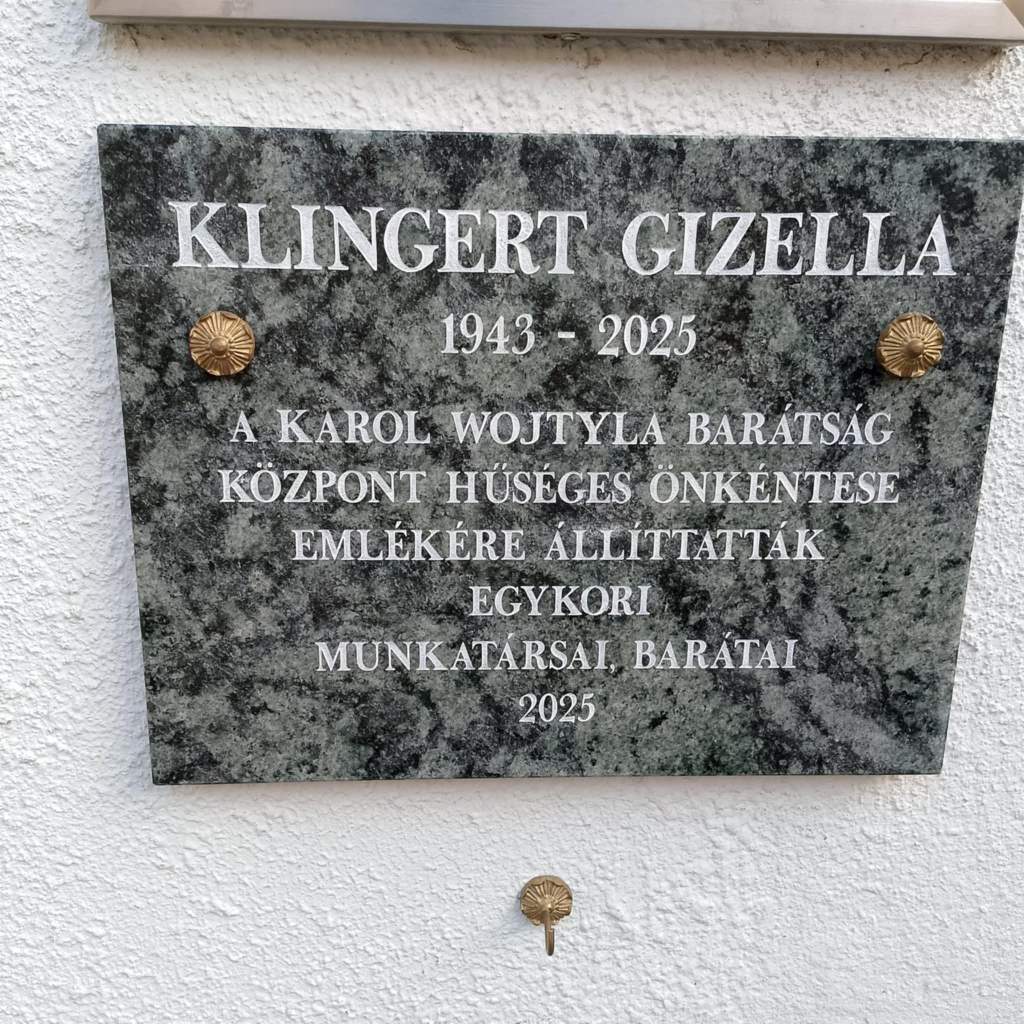 KLINGERT GIZELLA
1943 - 2025
A KAROL WOJTYLA BARÁTSÁG
KÖZPONT HŰSÉGES ÖNKÉNTESE
EMLÉKÉRE ÁLLÍTTATTÁK
EGYKORI
MUNKATÁRSAI, BARÁTAI
2025